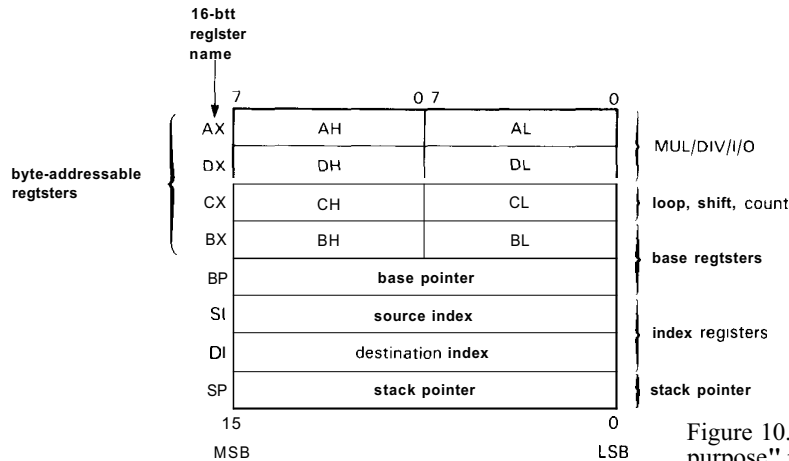 16-btt
reglster
name
7 0 7 0
AX AH AL
DX DH DL
MUL/DIV/I/O
byte-addressable
regtsters
CX CH CL loop, shift, count
BX BH BL
base regtsters
BP base pointer
SI source index
index registers
DI destination index
SP stack pointer stack pointer
15 0
MSB LSB
Figure 10.
purpose"